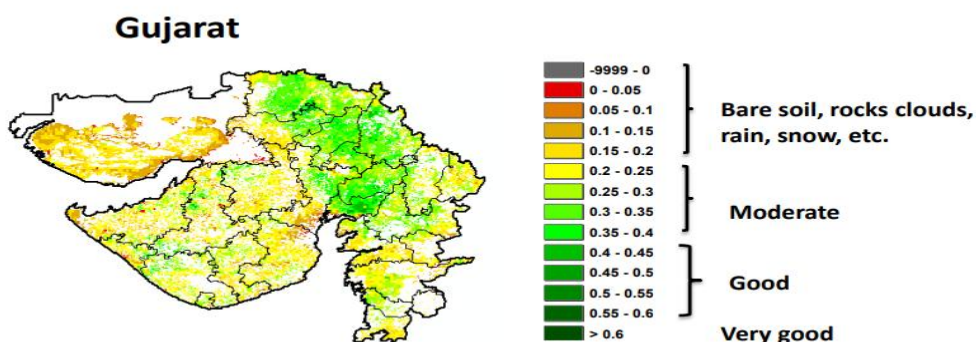 Gujarat
-9999 - 0
0 - 0.05
0.05 - 0.1
0.1 - 0.15
0.15 - 0.2
0.2 - 0.25
0.25 - 0.3
0.3 - 0.35
0.35 - 0.4
0.4 - 0.45
0.45 - 0.5
0.5 - 0.55
0.55 - 0.6
> 0.6
Bare soil, rocks clouds,
rain, snow, etc.
Moderate
Good
Very good